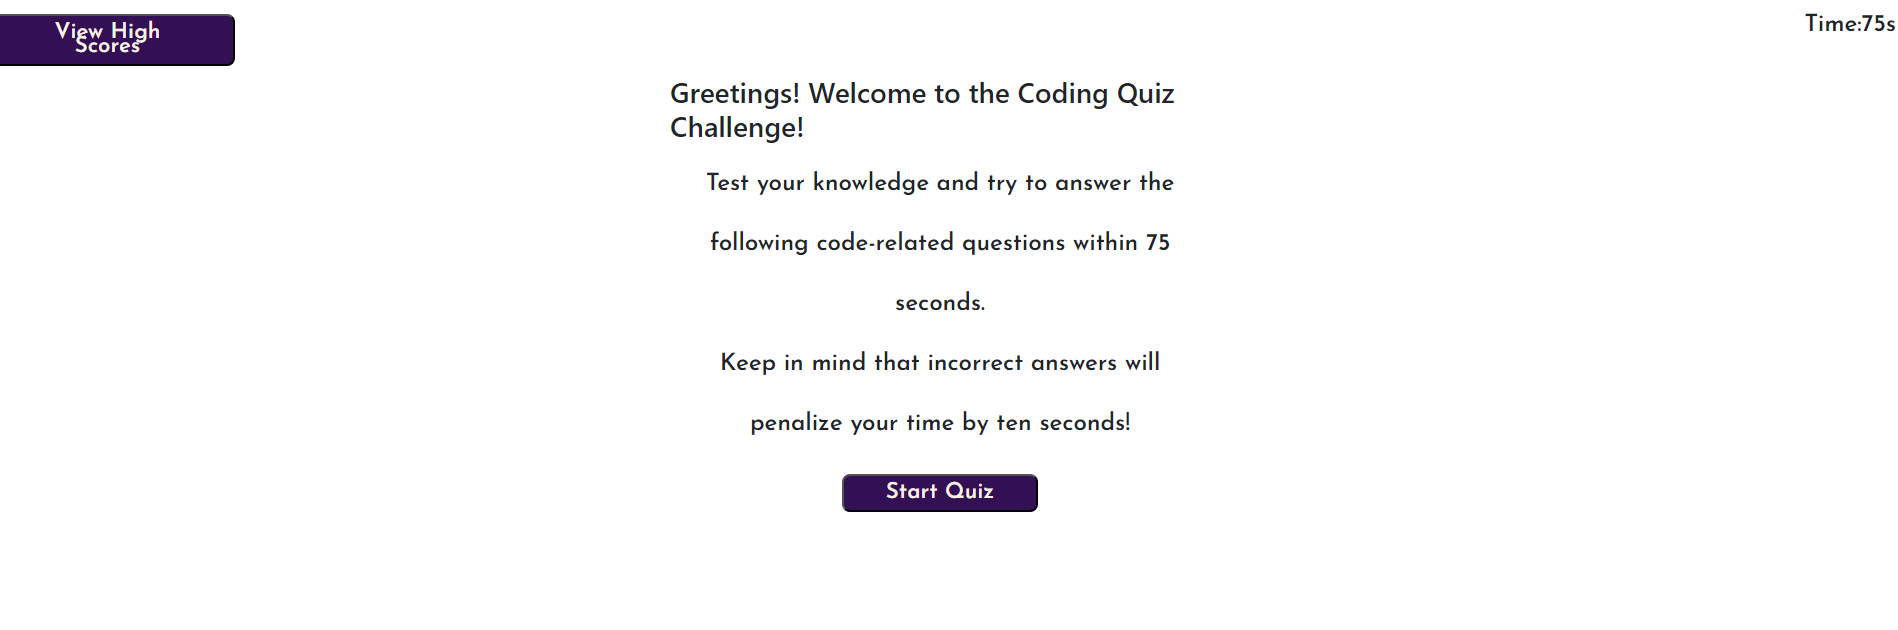 View High
Scores
Time:75s
Greetings! Welcome to the Coding Quiz
Challenge!
Test your knowledge and try to answer the
following code-related questions within 75
seconds.
Keep in mind that incorrect answers will
penalize your time by ten seconds!
Start Quiz